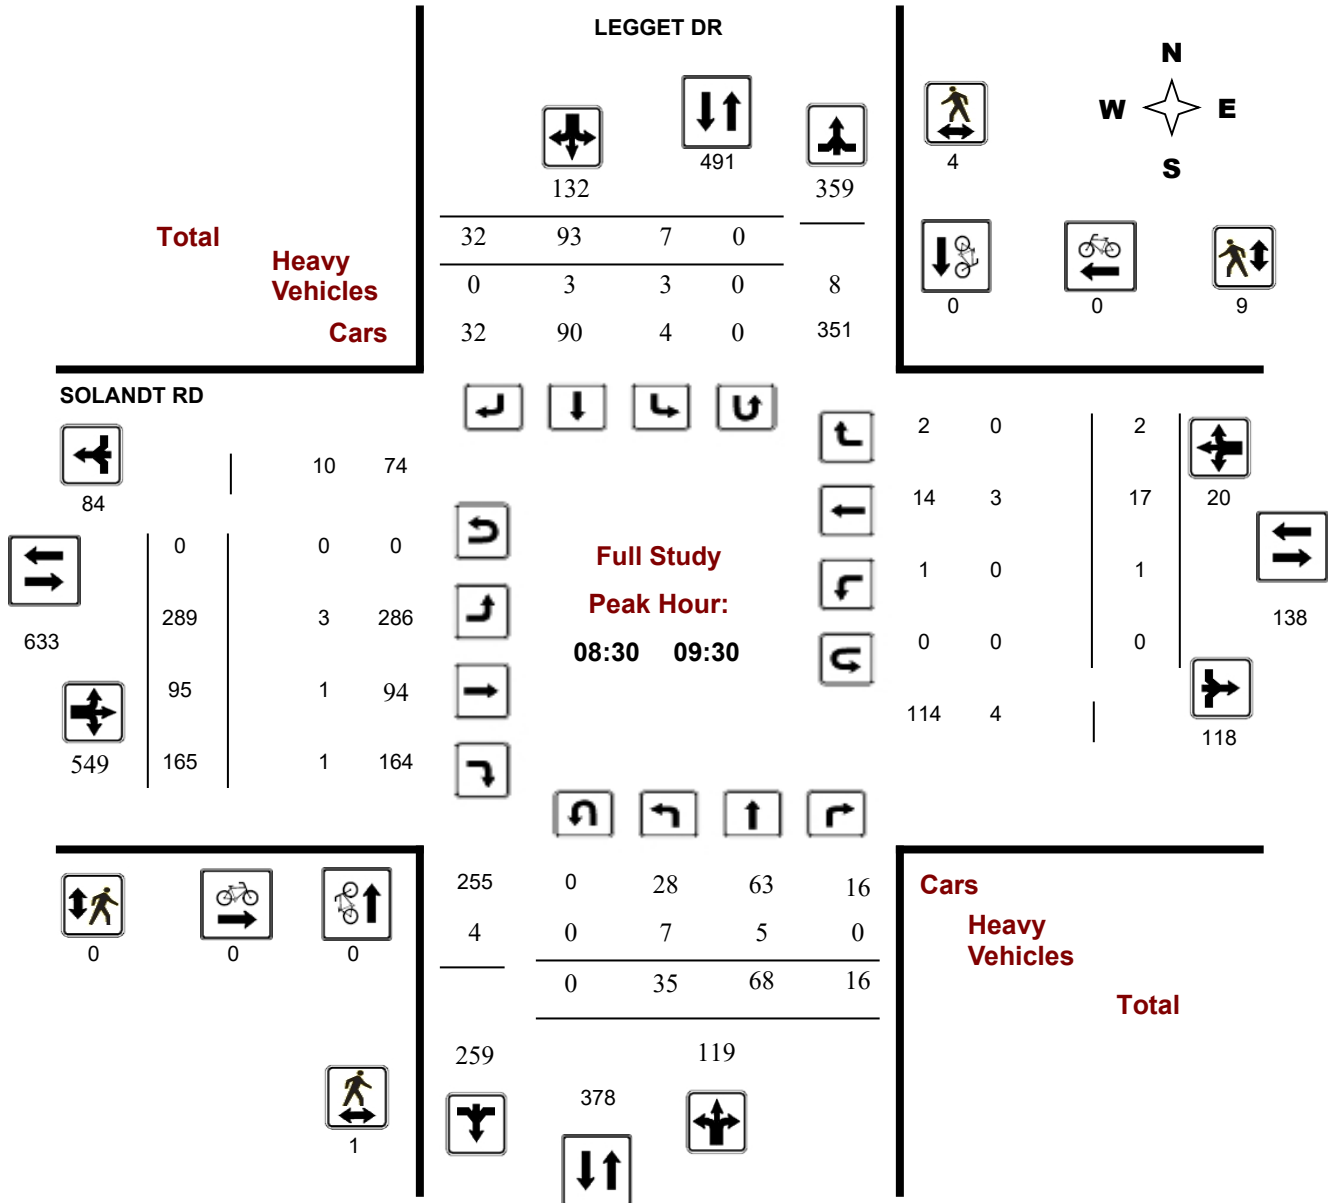 LEGGET DR
N
W E
S
491
4
132 359
Total 32 93 7 0
Heavy
Vehicles
0 3 3 0 8
Cars 32 90 4 0 351
0 0 9
SOLANDT RD
2 0 2
10 74
84
14 3 17 20
0 0 0
Full Study
1 0 1
Peak Hour:
289 3 286
633
138
08:30 09:30
0 0 0
95 1 94
114 4
118
549 165 1 164
255 0 28 63 16
Cars
4 0 7 5 0
Heavy
Vehicles
0 0 0
0 35 68 16
Total
259 119
378
1